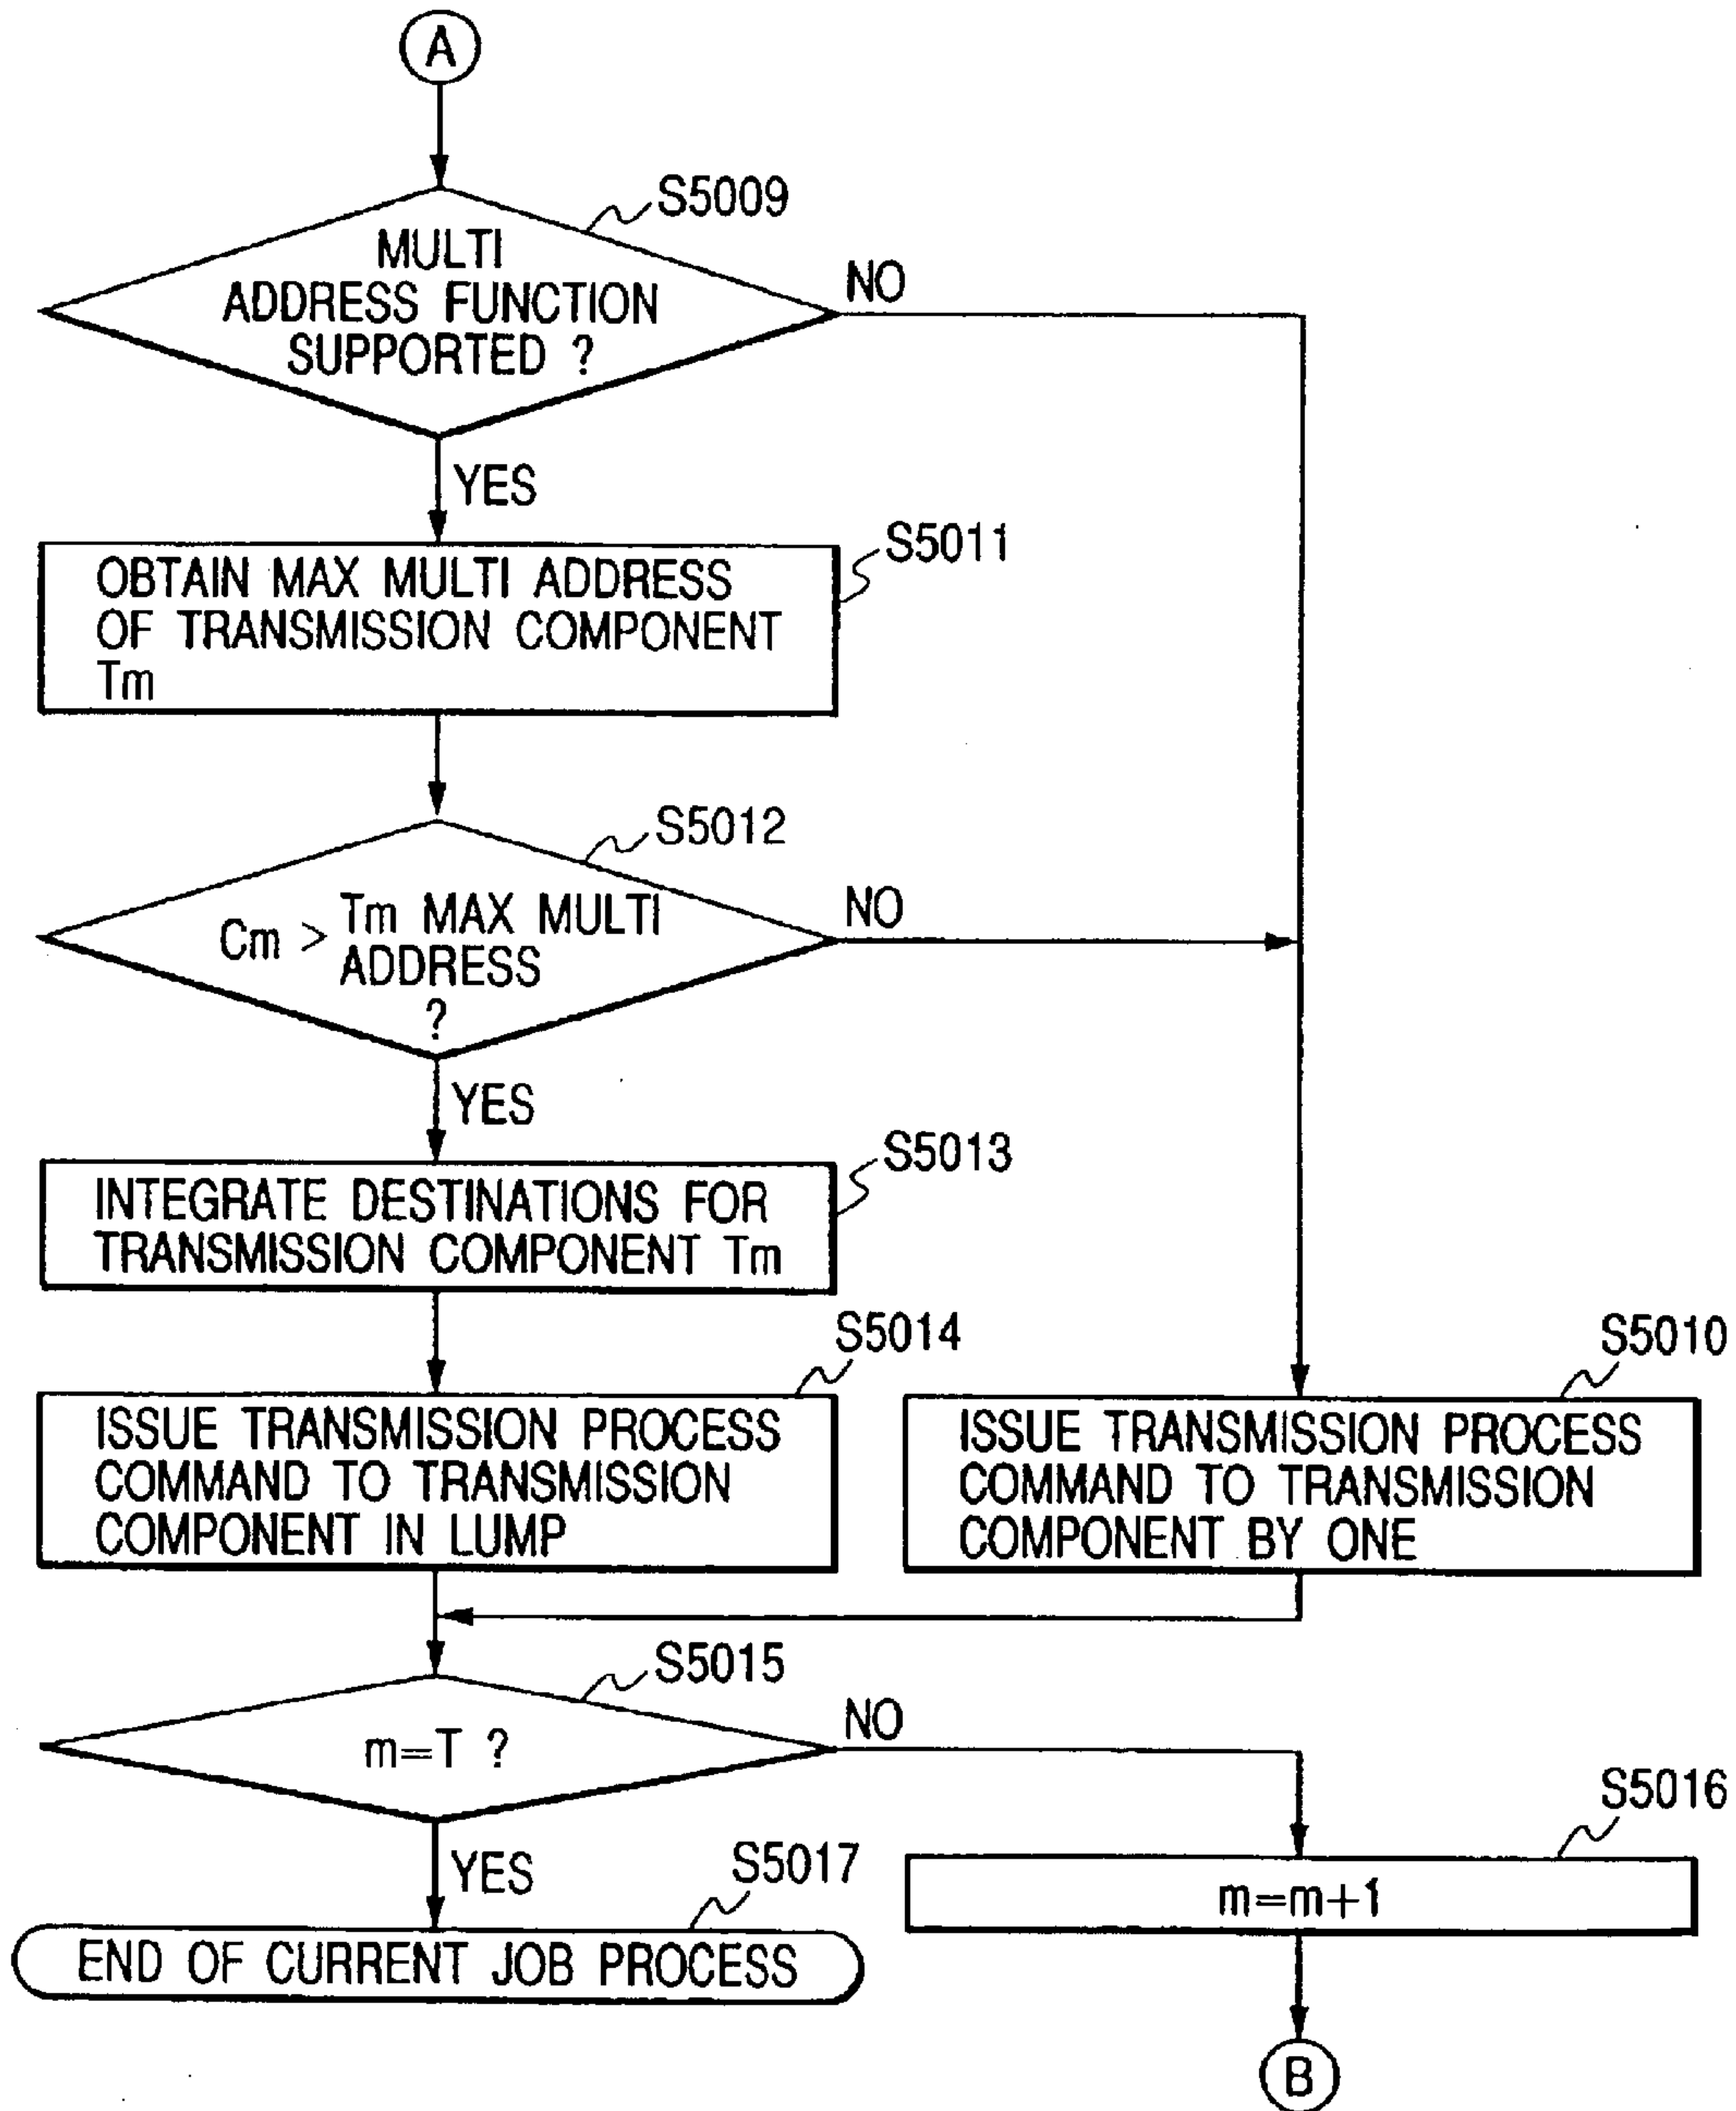 A
S5009
MULTI
ADDRESS FUNCTION
SUPPORTED ?
NO
YES
S5011
OBTAIN MAX MULTI ADDRESS
OF TRANSMISSION COMPONENT
Tm
S5012
Cm > Tm MAX MULTI
ADDRESS
?
NO
YES
S5013
INTEGRATE DESTINATIONS FOR
TRANSMISSION COMPONENT Tm
S5014
ISSUE TRANSMISSION PROCESS
COMMAND TO TRANSMISSION
COMPONENT IN LUMP
S5010
ISSUE TRANSMISSION PROCESS
COMMAND TO TRANSMISSION
COMPONENT BY ONE
S5015
m=T ?
NO
YES
S5016
m=m+1
S5017
END OF CURRENT JOB PROCESS
B